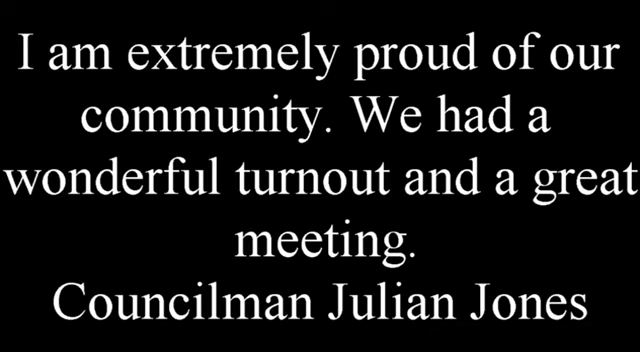 I am extremely proud of our
community. We had a
wonderful turnout and a great
meeting.
Councilman Julian Jones